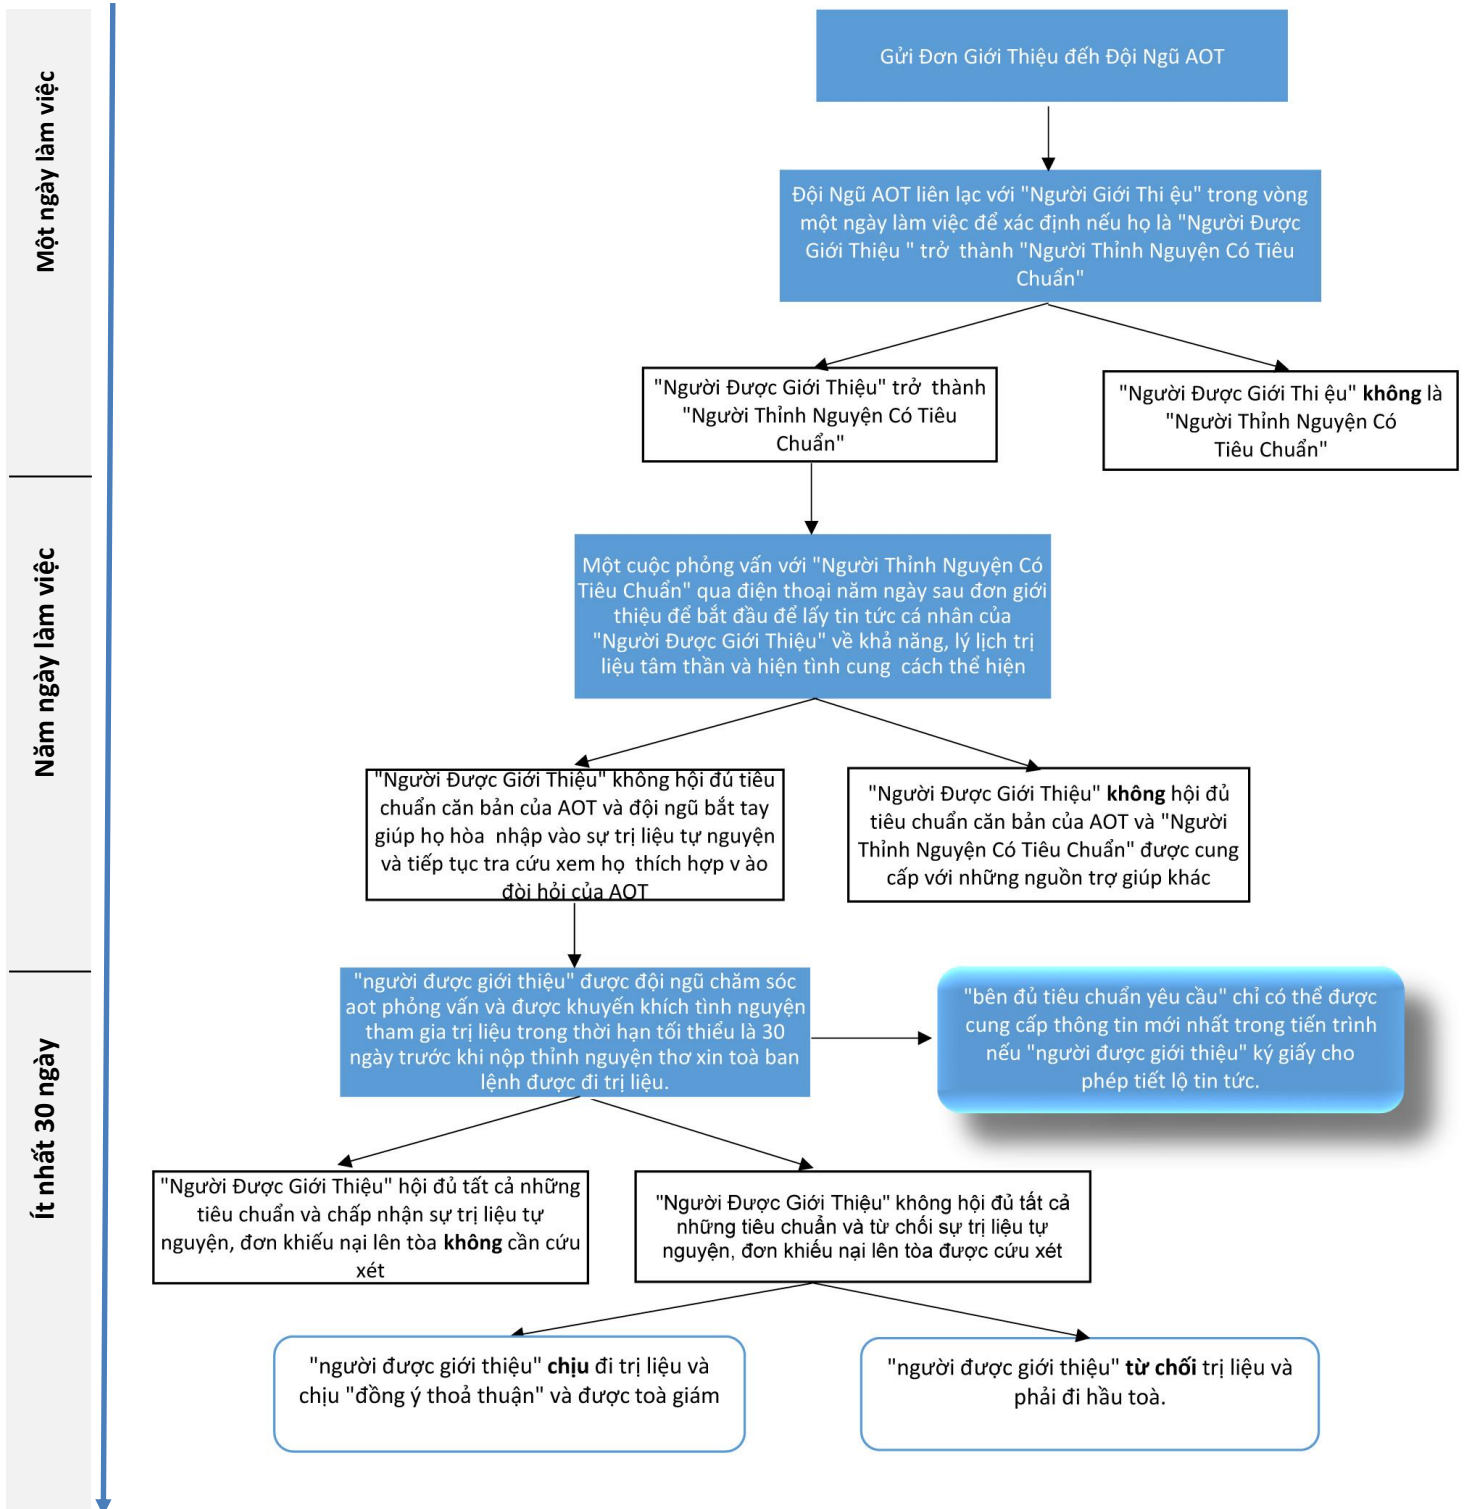 Một ngày làm việc
Gửi Đơn Giới Thiệu đếh Đội Ngũ AOT
Đội Ngũ AOT liên lạc với "Người Giới Thi ệu" trong vòng
một ngày làm việc để xác định nếu họ là "Người Được
Giới Thiệu " trở thành "Người Thỉnh Nguyện Có Tiêu
Chuẩn"
"Người Được Giới Thiệu" trở thành
"Người Thỉnh Nguyện Có Tiêu
Chuẩn"
"Người Được Giới Thi ệu" không là
"Người Thỉnh Nguyện Có
Tiêu Chuẩn"
Năm ngày làm việc
Một cuộc phỏng vấn với "Người Thỉnh Nguyện Có
Tiêu Chuẩn" qua điện thoại năm ngày sau đơn giới
thiệu để bắt đầu để lấy tin tức cá nhân của
"Người Được Giới Thiệu" về khả năng, lý lịch trị
liệu tâm thần và hiện tình cung cách thể hiện
"Người Được Giới Thiệu" không hội đủ tiêu
chuẩn căn bản của AOT và đội ngũ bắt tay
giúp họ hòa nhập vào sự trị liệu tự nguyện
và tiếp tục tra cứu xem họ thích hợp v ào
đòi hỏi của AOT
"Người Được Giới Thiệu" không hội đủ
tiêu chuẩn căn bản của AOT và "Người
Thỉnh Nguyện Có Tiêu Chuẩn" được cung
cấp với những nguồn trợ giúp khác
Ít nhất 30 ngày
"người được giới thiệu" được đội ngũ chăm sóc
aot phỏng vấn và được khuyến khích tình nguyện
tham gia trị liệu trong thời hạn tối thiểu là 30
ngày trước khi nộp thỉnh nguyện thơ xin toà ban
lệnh được đi trị liệu.
"bên đủ tiêu chuẩn yêu cầu" chỉ có thể được
cung cấp thông tin mới nhất trong tiến trình
nếu "người được giới thiệu" ký giấy cho
phép tiết lộ tin tức.
"Người Được Giới Thiệu" hội đủ tất cả những
tiêu chuẩn và chấp nhận sự trị liệu tự
nguyện, đơn khiếu nại lên tòa không cần cứu
xét
"Người Được Giới Thiệu" không hội đủ tất cả
những tiêu chuẩn và từ chối sự trị liệu tự
nguyện, đơn khiếu nại lên tòa được cứu xét
"người được giới thiệu" chịu đi trị liệu và
chịu "đồng ý thoả thuận" và được toà giám
"người được giới thiệu" từ chối trị liệu và
phải đi hầu toà.